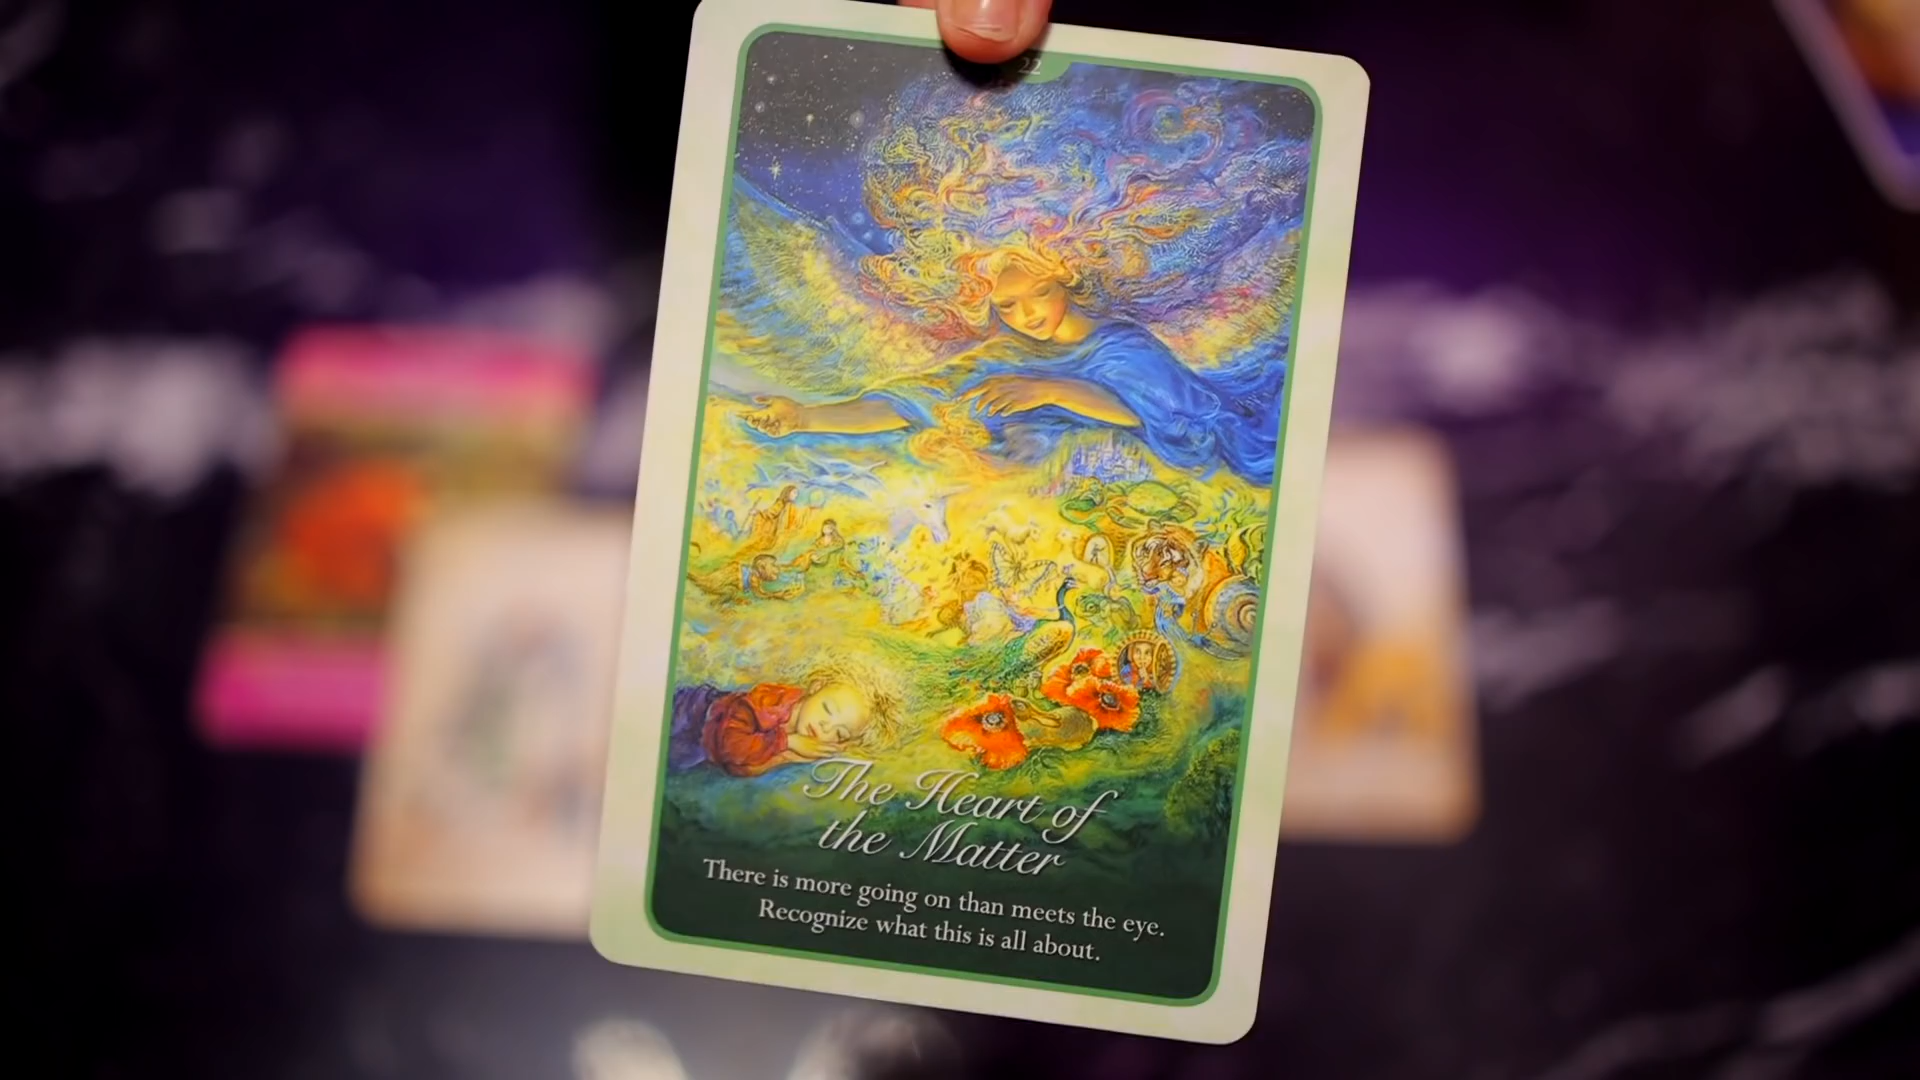 22
The Heart of
the Matter
There is more going on than meets the eye.
Recognize what this is all about.